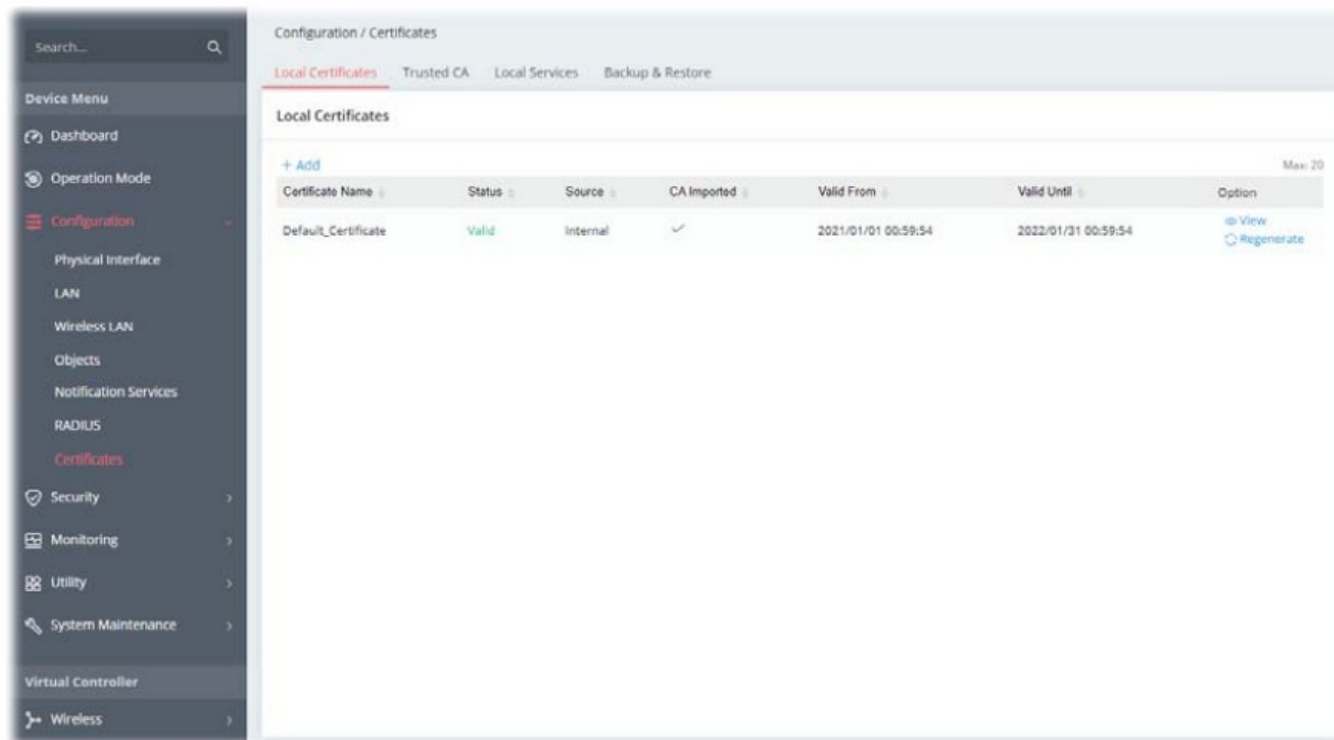 Search...
Device Menu
Dashboard
Operation Mode
Configuration
Physical Interface
LAN
Wireless LAN
Objects
Notification Services
RADIUS
Certificates
Security
Monitoring
Utility
System Maintenance
Virtual Controller
Wireless
Configuration / Certificates
Local Certificates Trusted CA Local Services Backup & Restore
Local Certificates
+ Add
Max: 20
Certificate Name Status Source CA Imported Valid From Valid Until Option
Default_Certificate Valid Internal ✓ 2021/01/01 00:59:54 2022/01/31 00:59:54 View
Regenerate